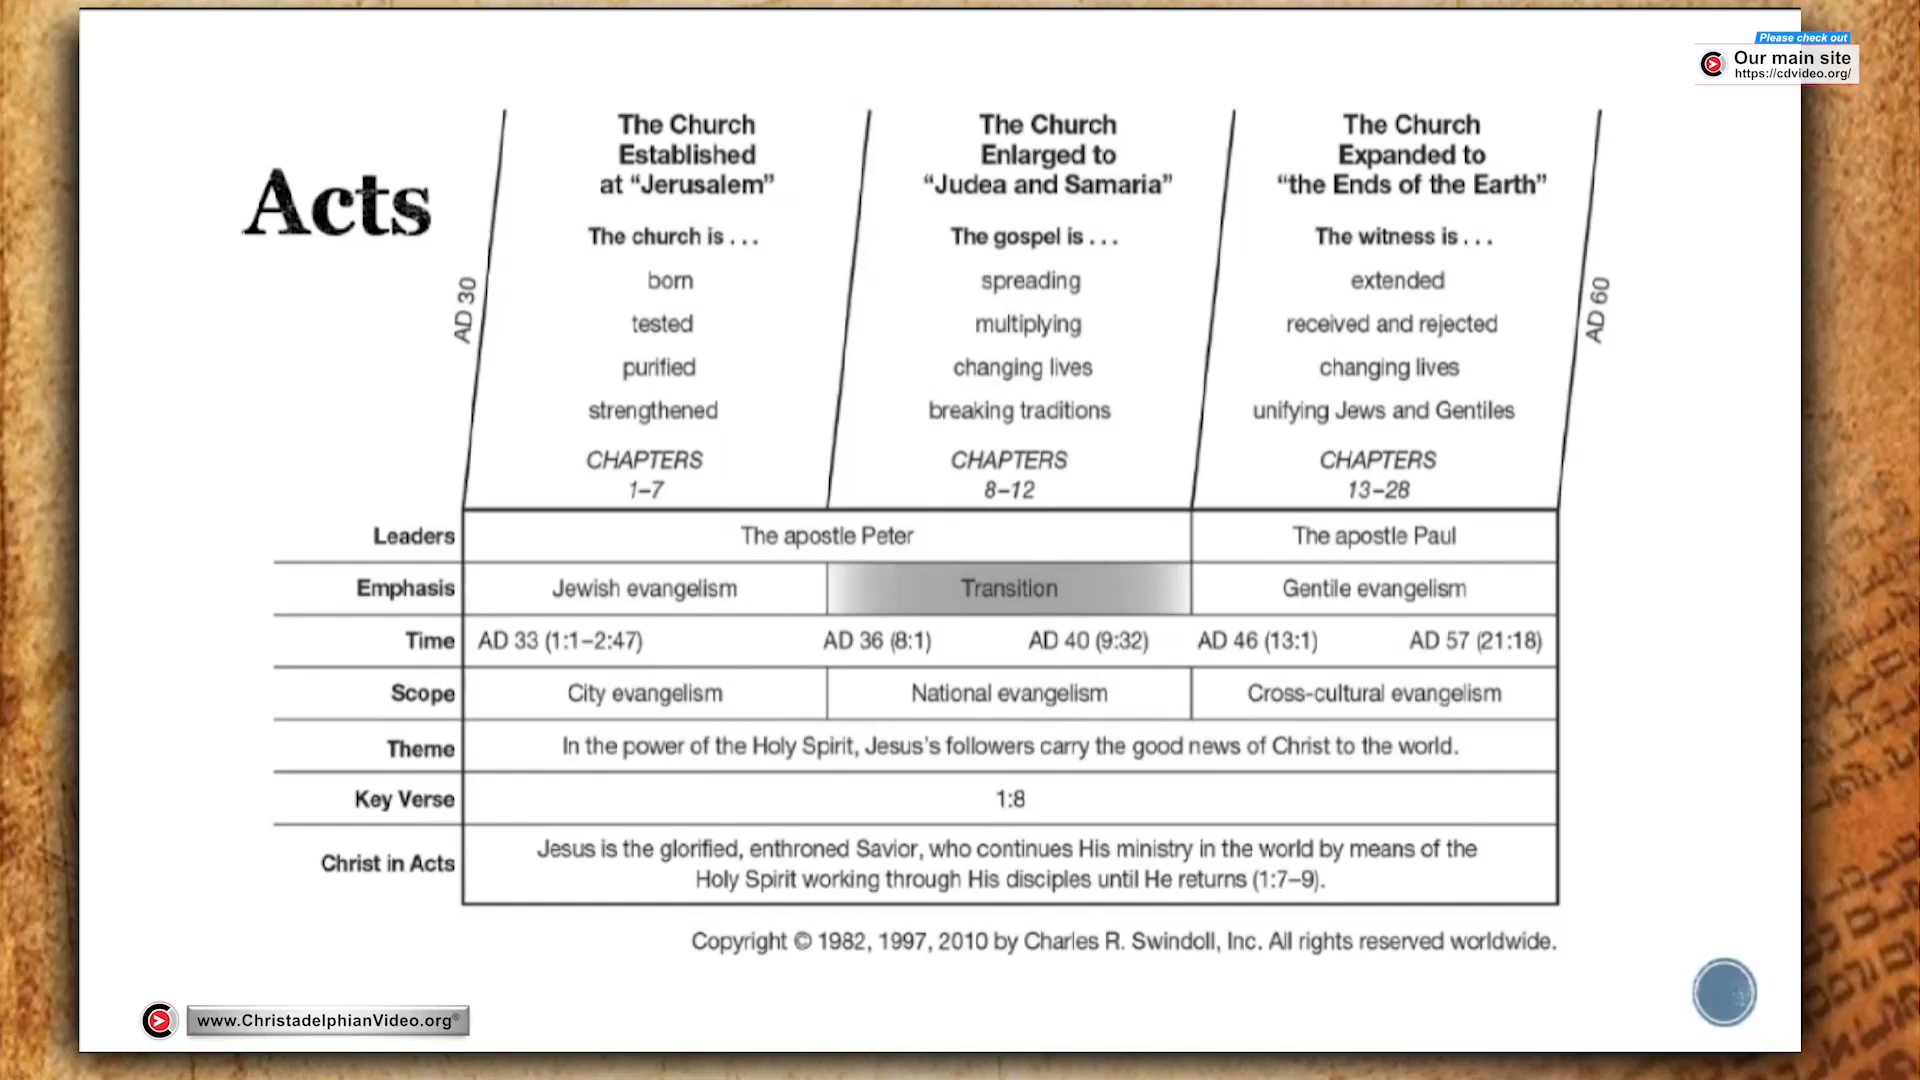 Please check out
Our main site
https://cdvideo.org/
Acts
AD 30
The Church
Established
at “Jerusalem”
The church is . . .
born
tested
purified
strengthened
CHAPTERS
1–7
The Church
Enlarged to
“Judea and Samaria”
The gospel is . . .
spreading
multiplying
changing lives
breaking traditions
CHAPTERS
8–12
The Church
Expanded to
“the Ends of the Earth”
The witness is . . .
extended
received and rejected
changing lives
unifying Jews and Gentiles
CHAPTERS
13–28
AD 60
Leaders The apostle Peter The apostle Paul
Emphasis Jewish evangelism Transition Gentile evangelism
Time AD 33 (1:1–2:47) AD 36 (8:1) AD 40 (9:32) AD 46 (13:1) AD 57 (21:18)
Scope City evangelism National evangelism Cross-cultural evangelism
Theme In the power of the Holy Spirit, Jesus’s followers carry the good news of Christ to the world.
Key Verse 1:8
Christ in Acts Jesus is the glorified, enthroned Savior, who continues His ministry in the world by means of the
Holy Spirit working through His disciples until He returns (1:7–9).
Copyright © 1982, 1997, 2010 by Charles R. Swindoll, Inc. All rights reserved worldwide.
www.ChristadelphianVideo.org®